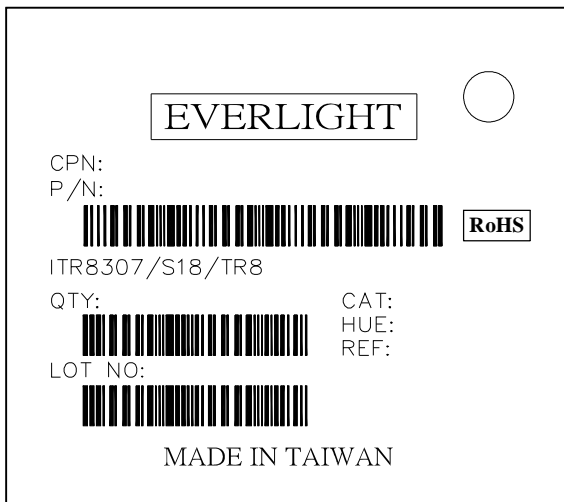 EVERLIGHT
CPN:
P/N:
RoHS
ITR8307/S18/TR8
QTY:
CAT:
HUE:
REF:
LOT NO:
MADE IN TAIWAN